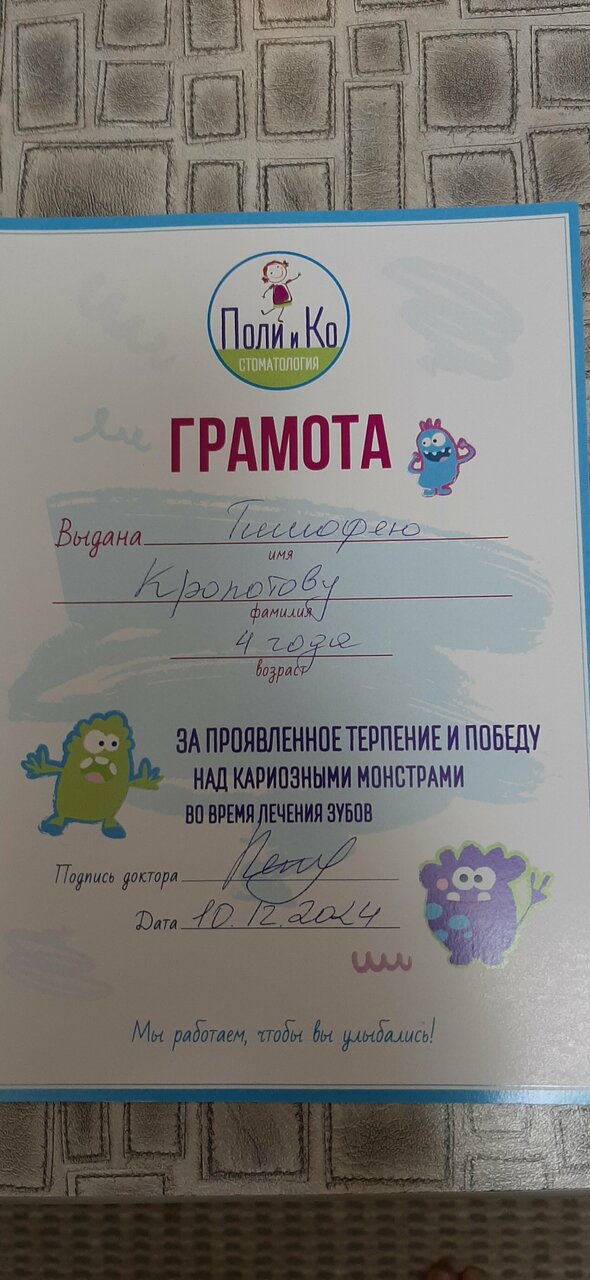 Поли и Ко
СТОМАТОЛОГИЯ
ГРАМОТА
Выдана Тимофею
имя
Кропотову
фамилия
4 года
возраст
ЗА ПРОЯВЛЕННОЕ ТЕРПЕНИЕ И ПОБЕДУ
НАД КАРИОЗНЫМИ МОНСТРАМИ
ВО ВРЕМЯ ЛЕЧЕНИЯ ЗУБОВ
Подпись доктора
Дата 10.12.2024
Мы работаем, чтобы вы улыбались!